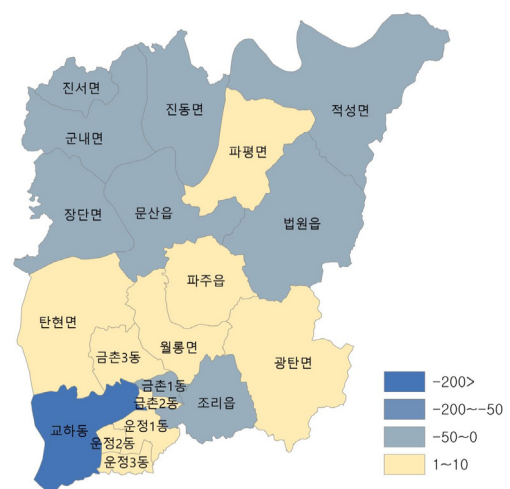 진서면
진동면
적성면
군내면
파평면
장단면
문산읍
법원읍
파주읍
탄현면
월롱면
금촌3동
광탄면
금촌1동
금촌2동
조리읍
교하동
운정1동
운정2동
운정3동
-200>
-200~-50
-50~0
1~10